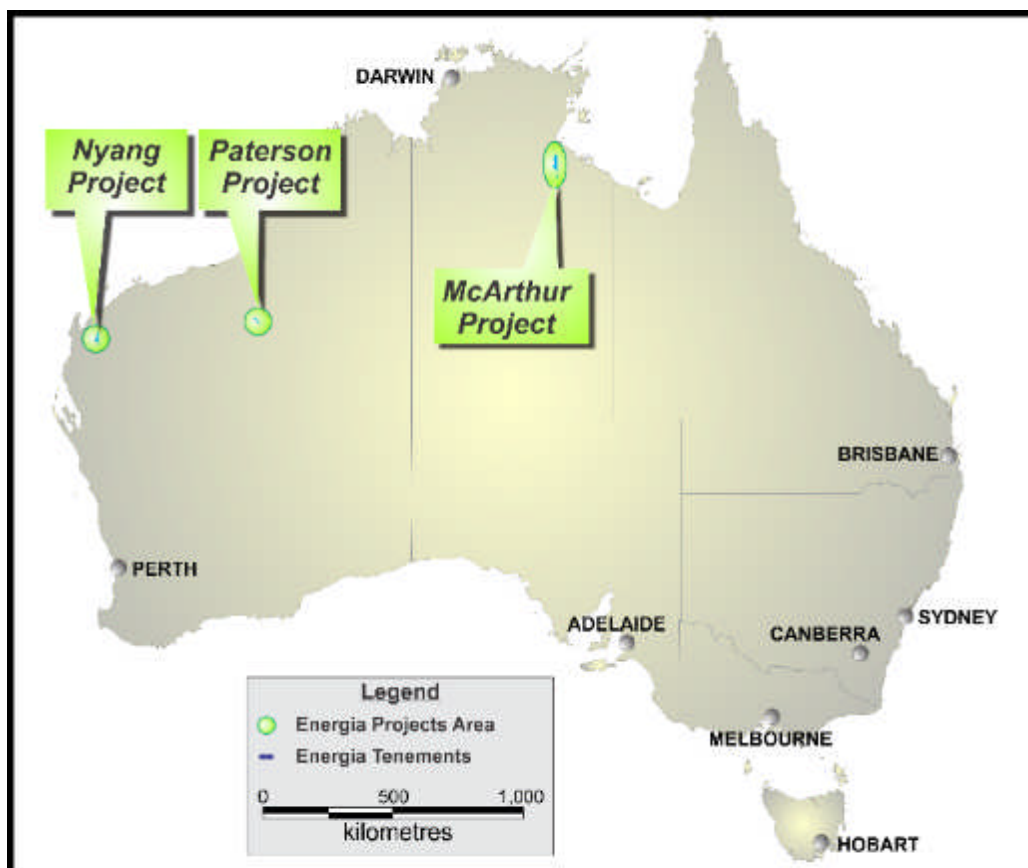 DARWIN
Nyang
Project
Paterson
Project
McArthur
Project
BRISBANE
PERTH
ADELAIDE
SYDNEY
CANBERRA
MELBOURNE
HOBART
Legend
Energia Projects Area
Energia Tenements
0 500 1,000
kilometres